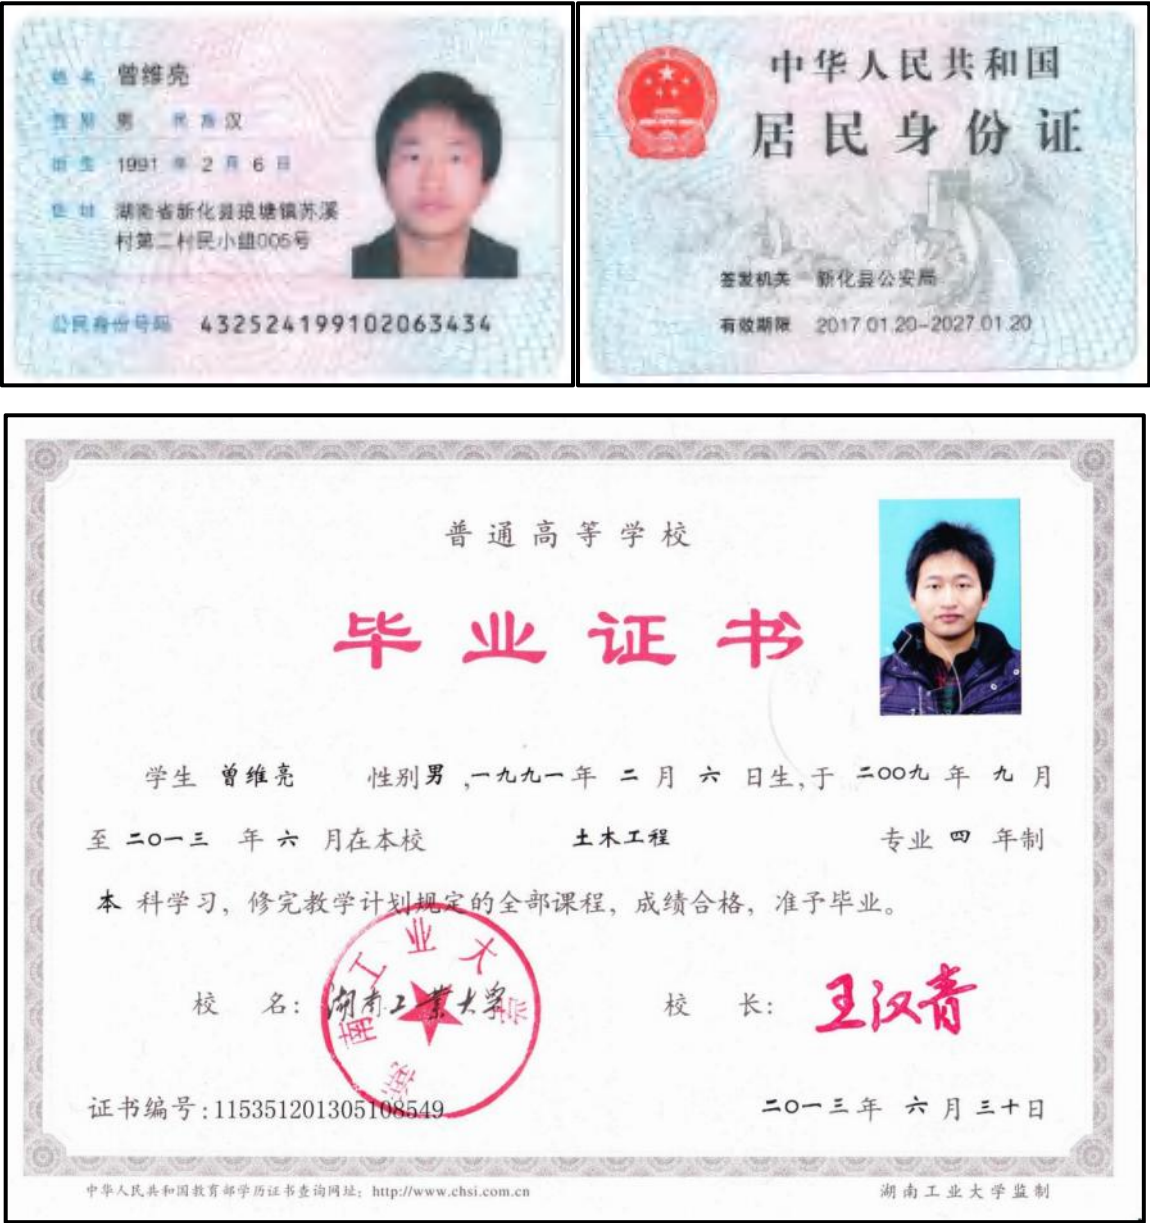 姓名 曾维亮
性别 男 民族 汉
出生 1991 年 2 月 6 日
住址 湖南省新化县琅塘镇苏溪
村第二村民小组005号
公民身份号码 432524199102063434
中华人民共和国
居民身份证
签发机关 新化县公安局
有效期限 2017.01.20-2027.01.20
普通高等学校
毕业证书
学生 曾维亮 性别 男 ,一九九一年 二 月 六 日生,于 二〇〇九 年 九 月
至 二〇一三 年 六 月在本校 土木工程 专业 四 年制
本 科学习，修完教学计划规定的全部课程，成绩合格，准予毕业。
校 名: 湖南工業大學 校 长: 王汉青
湖南工业大学
证书编号:115351201305108549 二〇一三年 六 月 三十日
中华人民共和国教育部学历证书查询网址: http://www.chsi.com.cn 湖南工业大学监制